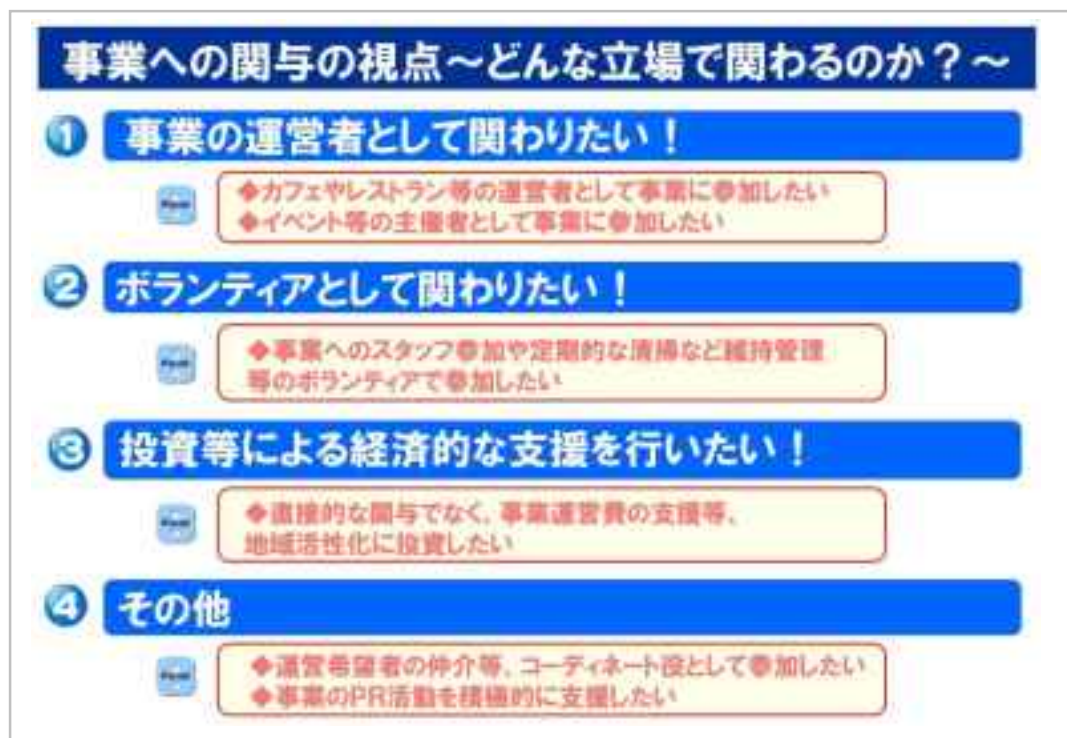 事業への関与の視点～どんな立場で関わるのか？～
1 事業の運営者として関わりたい！
◆カフェやレストラン等の運営者として事業に参加したい
◆イベント等の主催者として事業に参加したい
2 ボランティアとして関わりたい！
◆事業へのスタッフ参加や定期的な清掃など維持管理
等のボランティアで参加したい
3 投資等による経済的な支援を行いたい！
◆直接的な関与でなく、事業運営費の支援等、
地域活性化に投資したい
4 その他
◆運営希望者の仲介等、コーディネート役として参加したい
◆事業のPR活動を積極的に支援したい